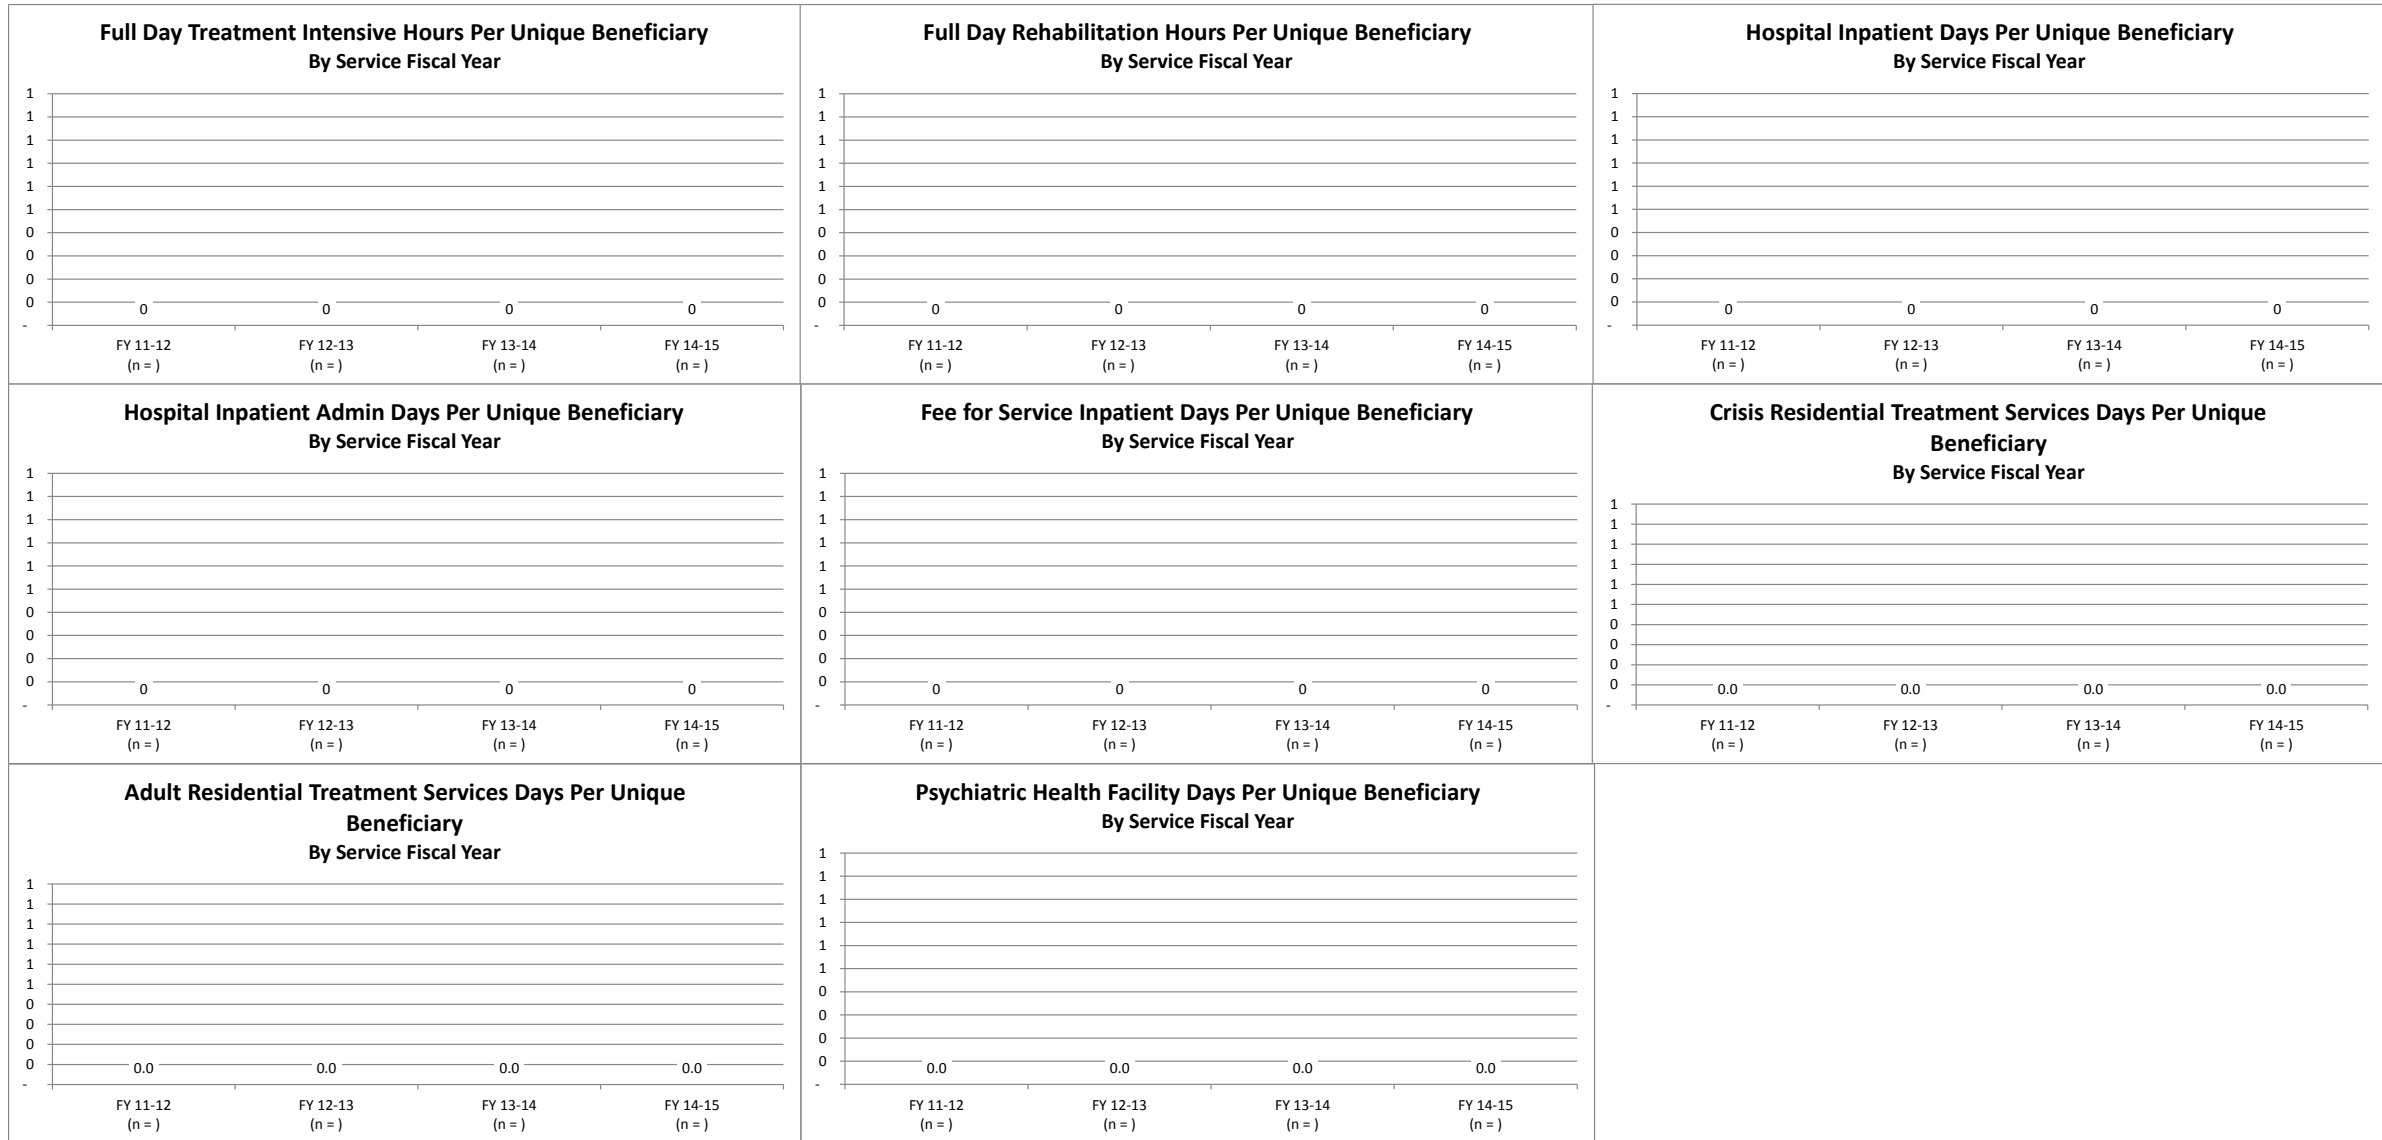 Full Day Treatment Intensive Hours Per Unique Beneficiary
By Service Fiscal Year
1
1
1
1
1
1
0
0
0
0
-
0 0 0 0
FY 11-12 FY 12-13 FY 13-14 FY 14-15
(n = ) (n = ) (n = ) (n = )
Full Day Rehabilitation Hours Per Unique Beneficiary
By Service Fiscal Year
1
1
1
1
1
1
0
0
0
0
-
0 0 0 0
FY 11-12 FY 12-13 FY 13-14 FY 14-15
(n = ) (n = ) (n = ) (n = )
Hospital Inpatient Days Per Unique Beneficiary
By Service Fiscal Year
1
1
1
1
1
1
0
0
0
0
-
0 0 0 0
FY 11-12 FY 12-13 FY 13-14 FY 14-15
(n = ) (n = ) (n = ) (n = )
Hospital Inpatient Admin Days Per Unique Beneficiary
By Service Fiscal Year
1
1
1
1
1
1
0
0
0
0
-
0 0 0 0
FY 11-12 FY 12-13 FY 13-14 FY 14-15
(n = ) (n = ) (n = ) (n = )
Fee for Service Inpatient Days Per Unique Beneficiary
By Service Fiscal Year
1
1
1
1
1
1
0
0
0
0
-
0 0 0 0
FY 11-12 FY 12-13 FY 13-14 FY 14-15
(n = ) (n = ) (n = ) (n = )
Crisis Residential Treatment Services Days Per Unique
Beneficiary
By Service Fiscal Year
1
1
1
1
1
1
0
0
0
0
-
0.0 0.0 0.0 0.0
FY 11-12 FY 12-13 FY 13-14 FY 14-15
(n = ) (n = ) (n = ) (n = )
Adult Residential Treatment Services Days Per Unique
Beneficiary
By Service Fiscal Year
1
1
1
1
1
1
0
0
0
0
-
0.0 0.0 0.0 0.0
FY 11-12 FY 12-13 FY 13-14 FY 14-15
(n = ) (n = ) (n = ) (n = )
Psychiatric Health Facility Days Per Unique Beneficiary
By Service Fiscal Year
1
1
1
1
1
1
0
0
0
0
-
0.0 0.0 0.0 0.0
FY 11-12 FY 12-13 FY 13-14 FY 14-15
(n = ) (n = ) (n = ) (n = )